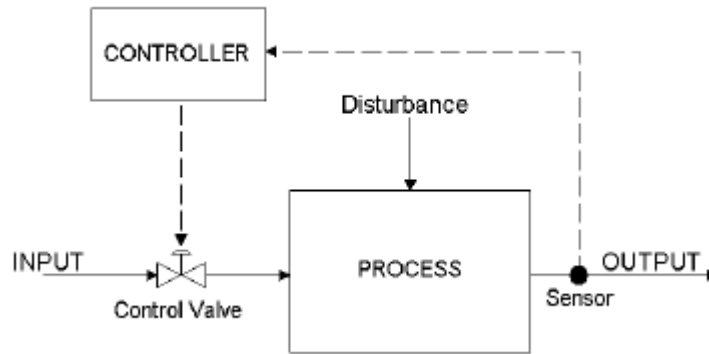 CONTROLLER
Disturbance
INPUT
PROCESS
OUTPUT
Control Valve
Sensor